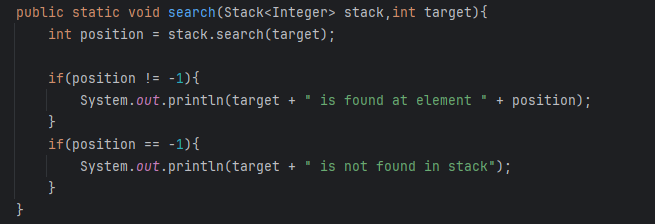 public static void search(Stack<Integer> stack,int target){
    int position = stack.search(target);

    if(position != -1){
        System.out.println(target + " is found at element " + position);
    }
    if(position == -1){
        System.out.println(target + " is not found in stack");
    }
}